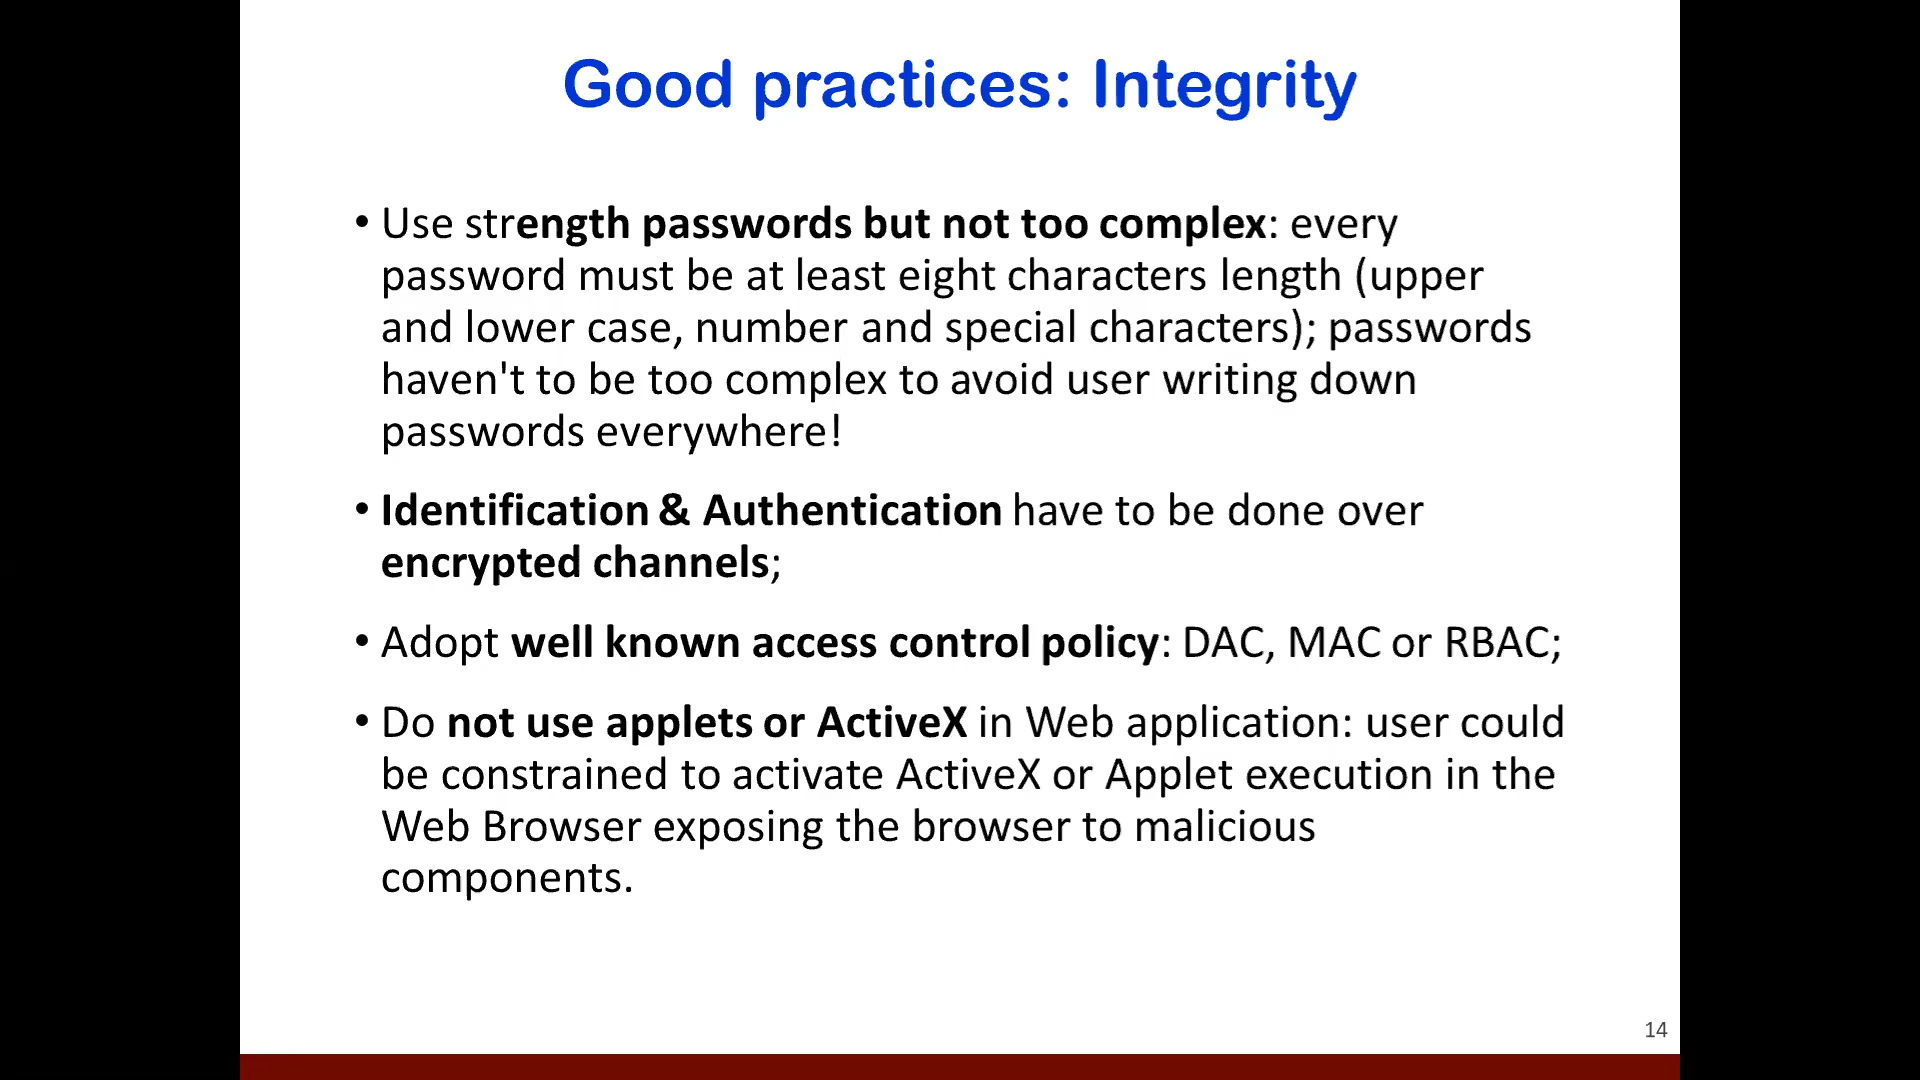 Good practices: Integrity
• Use strength passwords but not too complex: every
password must be at least eight characters length (upper
and lower case, number and special characters); passwords
haven't to be too complex to avoid user writing down
passwords everywhere!
• Identification & Authentication have to be done over
encrypted channels;
• Adopt well known access control policy: DAC, MAC or RBAC;
• Do not use applets or ActiveX in Web application: user could
be constrained to activate ActiveX or Applet execution in the
Web Browser exposing the browser to malicious
components.
14